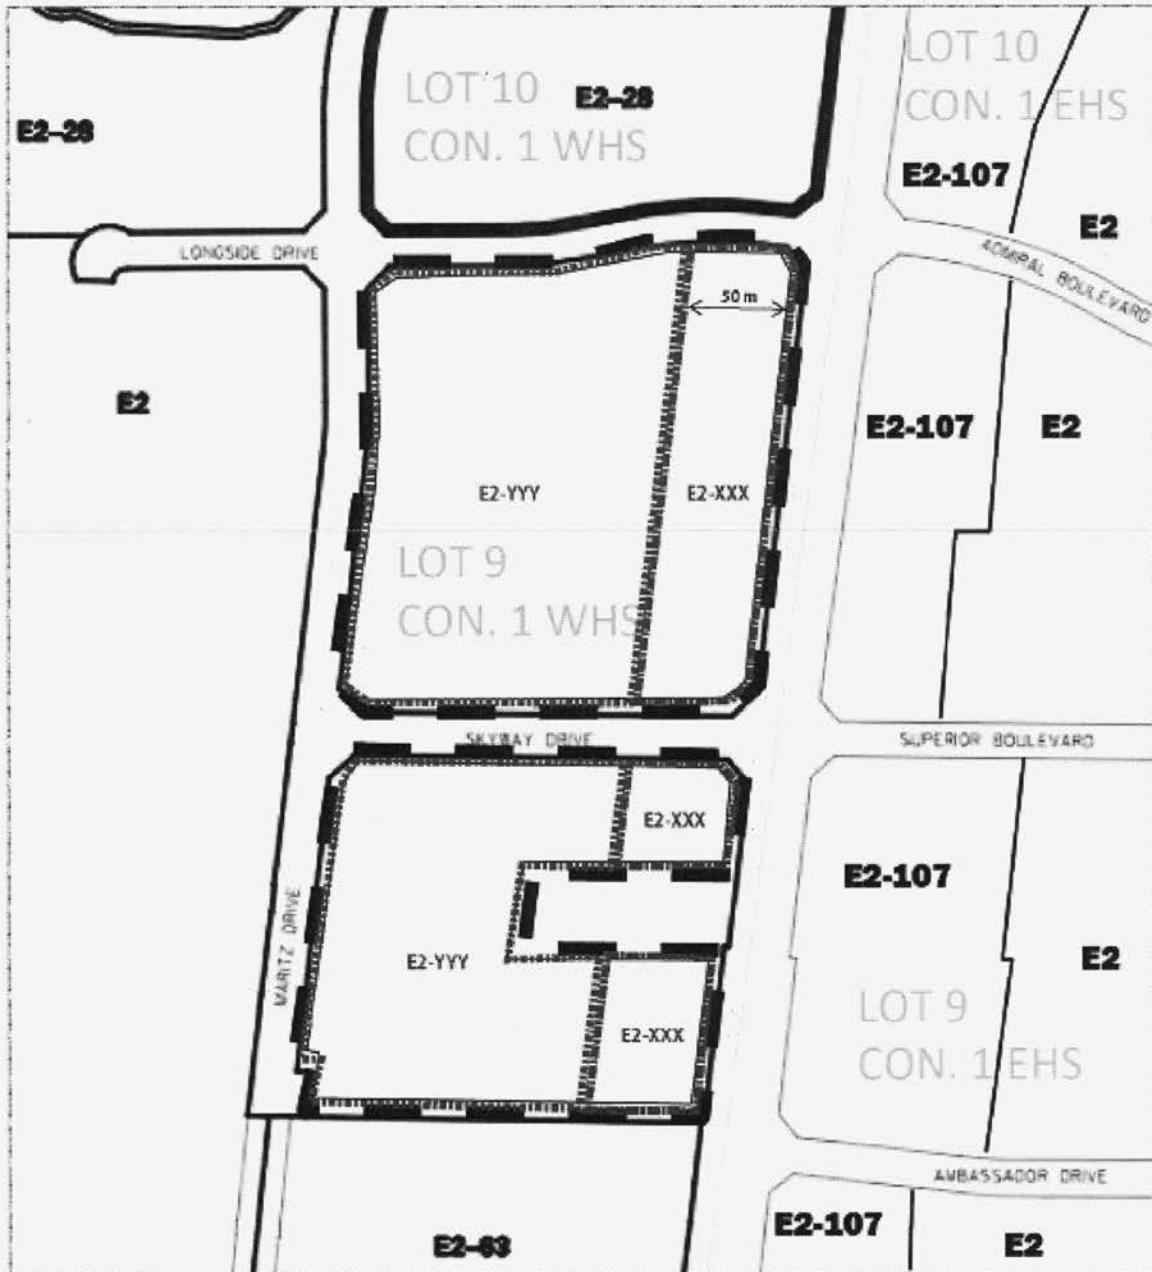 LOT 10
CON. 1 WHS
E2-28
LOT 10
CON. 1 EHS
E2-28
E2-107
E2
LONGSIDE DRIVE
ADMIRAL BOULEVARD
50 m
E2
E2-107
E2
E2-YYY
E2-XXX
LOT 9
CON. 1 WHS
SKYWAY DRIVE
SUPERIOR BOULEVARD
E2-XXX
E2-107
MARITZ DRIVE
E2-YYY
E2
LOT 9
CON. 1 EHS
E2-XXX
AMBASSADOR DRIVE
E2-107
E2-63
E2